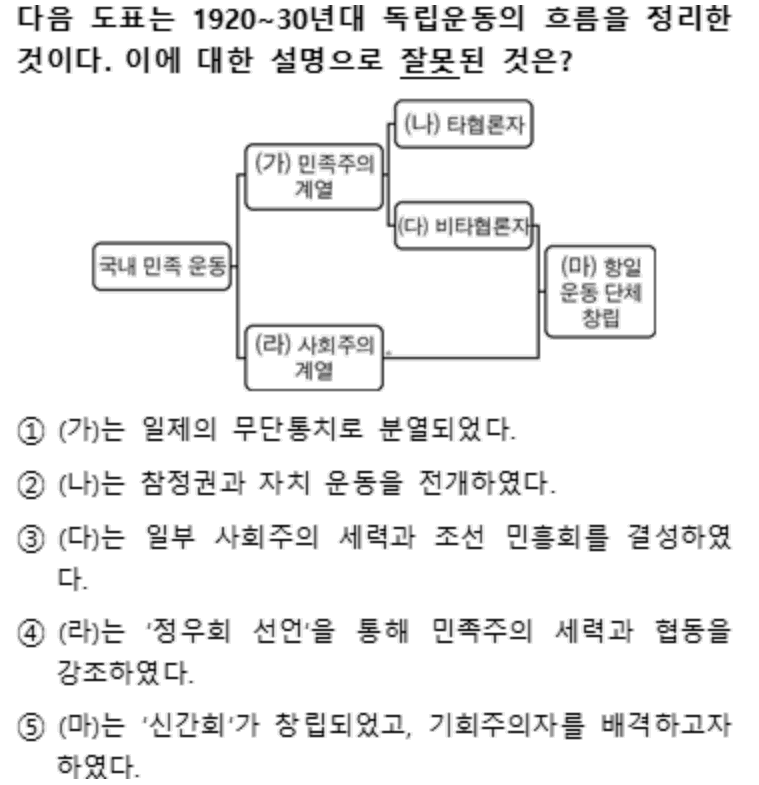 다음 도표는 1920~30년대 독립운동의 흐름을 정리한
것이다. 이에 대한 설명으로 잘못된 것은?
(나) 타협론자
(가) 민족주의
계열
(다) 비타협론자
국내 민족 운동
(마) 항일
운동 단체
창립
(라) 사회주의
계열
① (가)는 일제의 무단통치로 분열되었다.
② (나)는 참정권과 자치 운동을 전개하였다.
③ (다)는 일부 사회주의 세력과 조선 민흥회를 결성하였
다.
④ (라)는 ‘정우회 선언’을 통해 민족주의 세력과 협동을
강조하였다.
⑤ (마)는 ‘신간회’가 창립되었고, 기회주의자를 배격하고자
하였다.